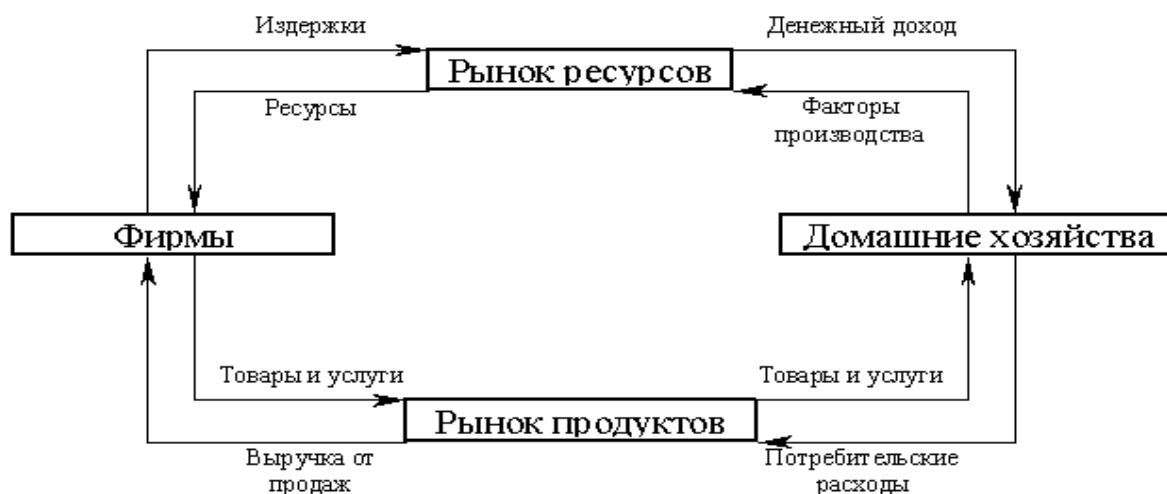 Издержки
Денежный доход
Рынок ресурсов
Ресурсы
Факторы
производства
Фирмы
Домашние хозяйства
Товары и услуги
Товары и услуги
Рынок продуктов
Выручка от
продаж
Потребительские
расходы